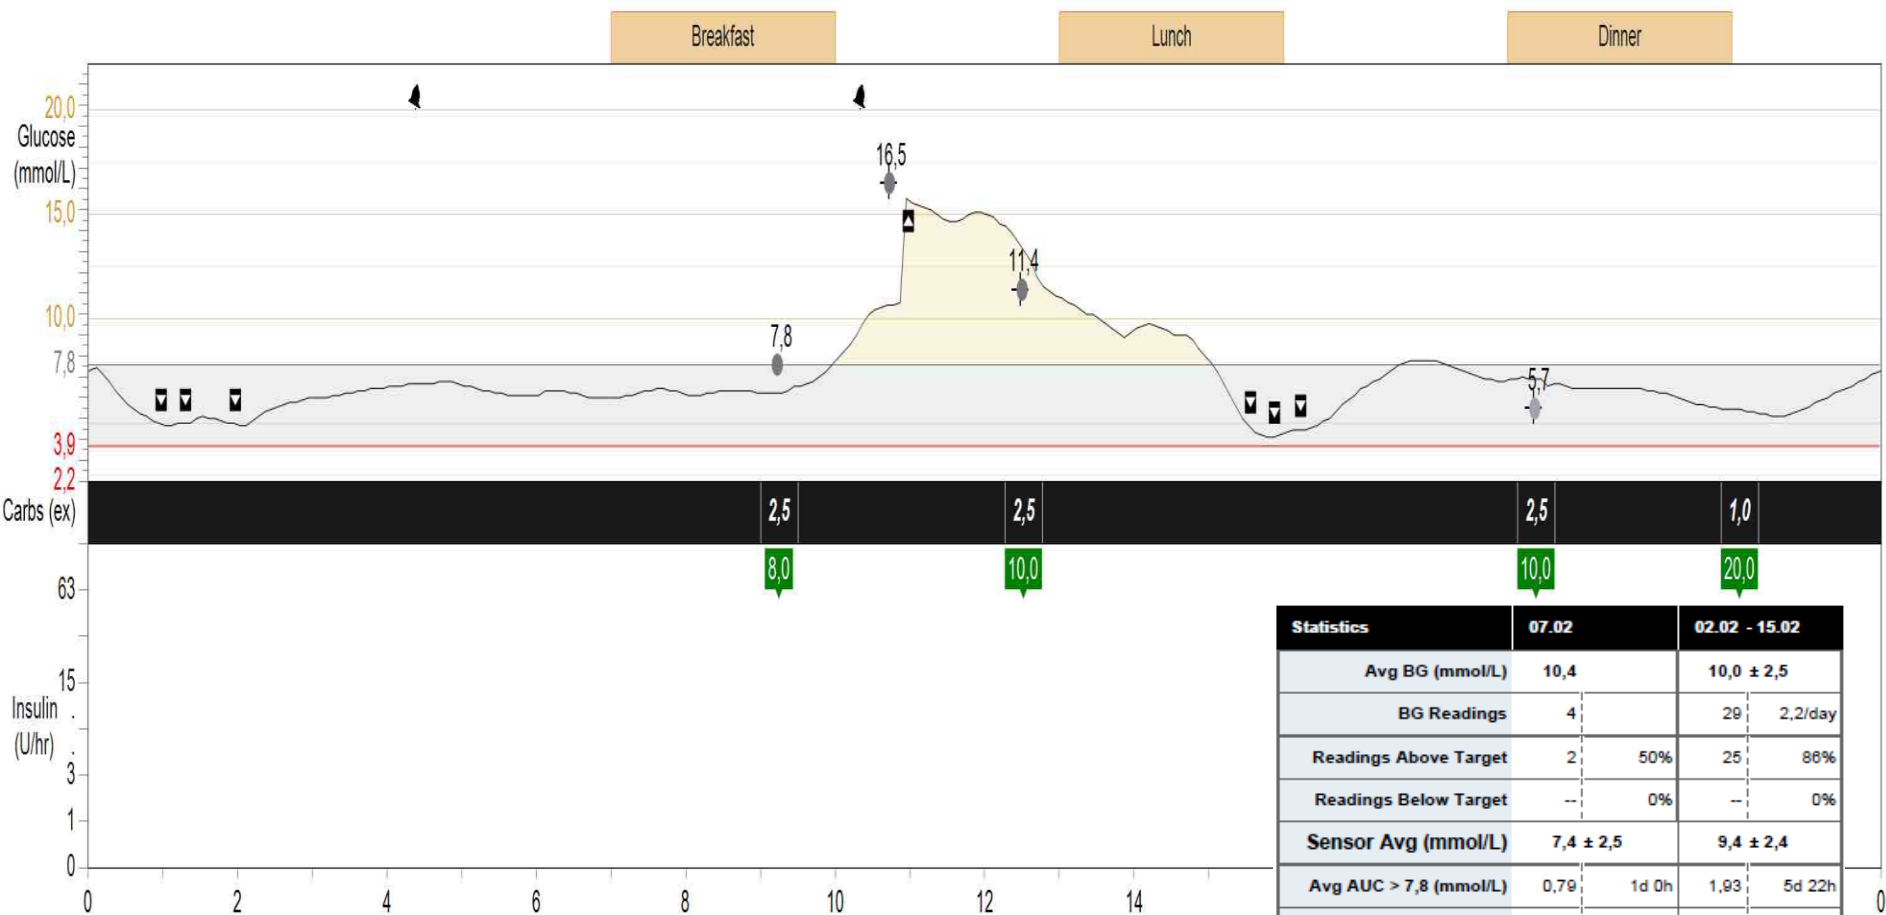 Breakfast Lunch Dinner
20,0
Glucose
(mmol/L)
16,5
15,0
11,4
10,0
7,8
7,8
5,7
3,9
2,2
Carbs (ex) 2,5 2,5 2,5 1,0
8,0 10,0 10,0 20,0
63
15
Insulin
(U/hr)
3
1
0
Statistics 07.02 02.02 - 15.02
Avg BG (mmol/L) 10,4 10,0 ± 2,5
BG Readings 4 29 2,2/day
Readings Above Target 2 50% 25 86%
Readings Below Target -- 0% -- 0%
Sensor Avg (mmol/L) 7,4 ± 2,5 9,4 ± 2,4
Avg AUC > 7,8 (mmol/L) 0,79 1d 0h 1,93 5d 22h
0 2 4 6 8 10 12 14 0